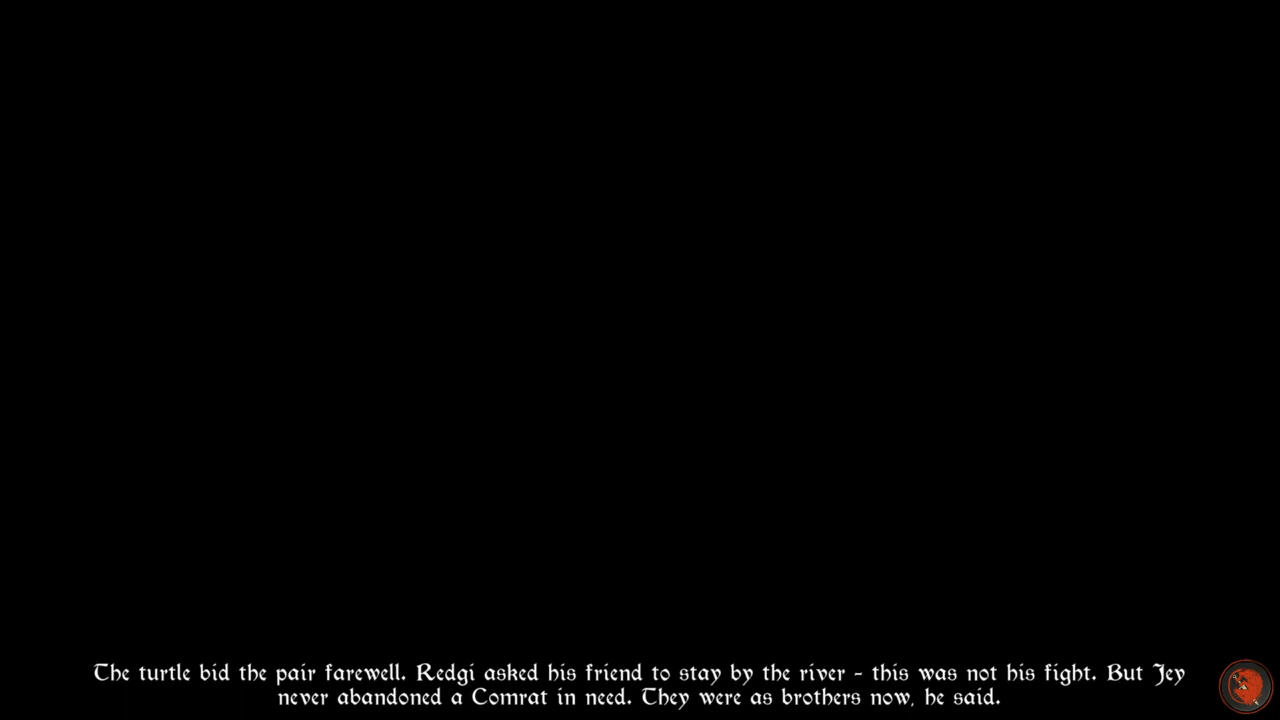 The turtle bid the pair farewell. Redgi asked his friend to stay by the river - this was not his fight. But Jey
never abandoned a Comrat in need. They were as brothers now, he said.